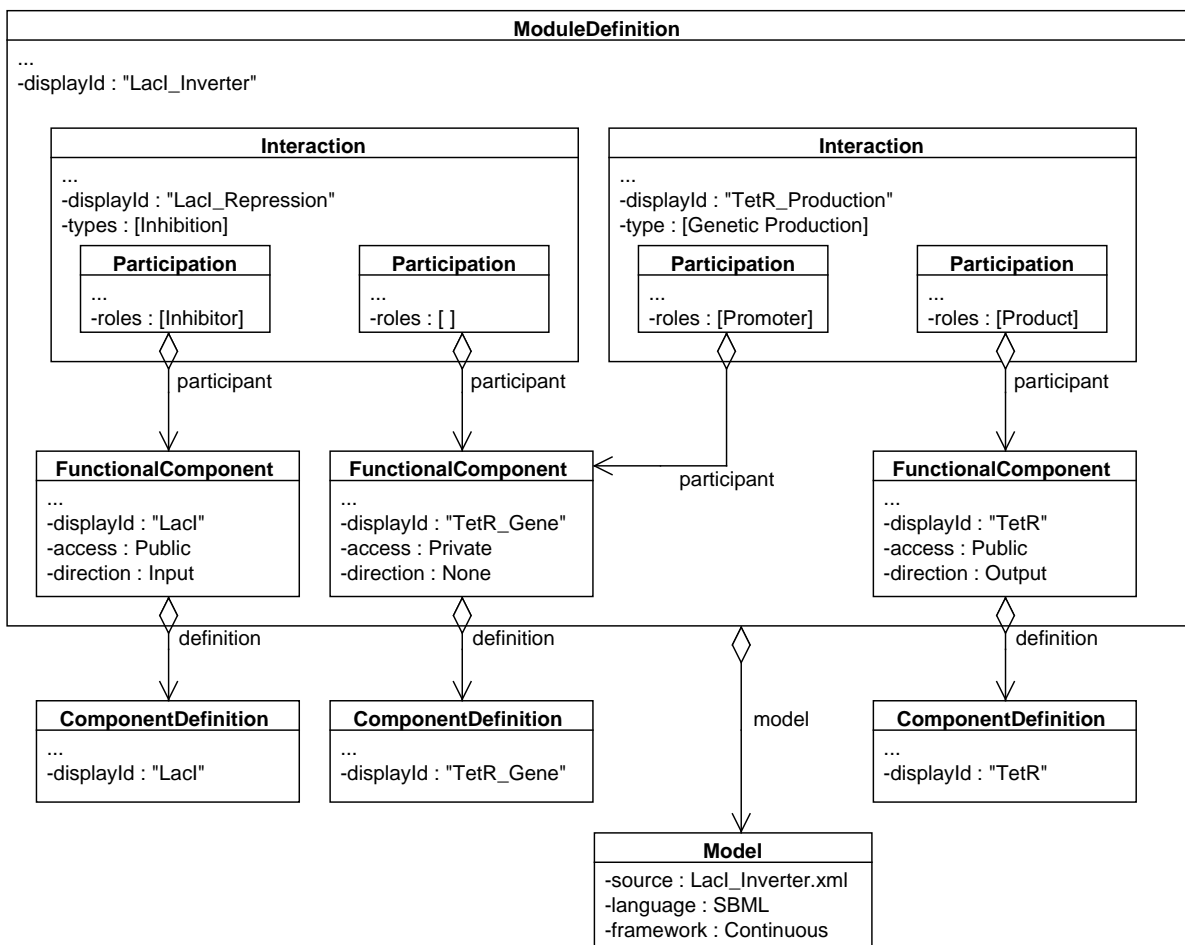 ModuleDefinition
...
-displayId : "LacI_Inverter"
Interaction
...
-displayId : "LacI_Repression"
-types : [Inhibition]
Participation
...
-roles : [Inhibitor]
Participation
...
-roles : [ ]
Interaction
...
-displayId : "TetR_Production"
-type : [Genetic Production]
Participation
...
-roles : [Promoter]
Participation
...
-roles : [Product]
participant
participant
participant
participant
FunctionalComponent
...
-displayId : "LacI"
-access : Public
-direction : Input
FunctionalComponent
...
-displayId : "TetR_Gene"
-access : Private
-direction : None
FunctionalComponent
...
-displayId : "TetR"
-access : Public
-direction : Output
definition
definition
definition
ComponentDefinition
...
-displayId : "LacI"
ComponentDefinition
...
-displayId : "TetR_Gene"
model
ComponentDefinition
...
-displayId : "TetR"
Model
-source : LacI_Inverter.xml
-language : SBML
-framework : Continuous